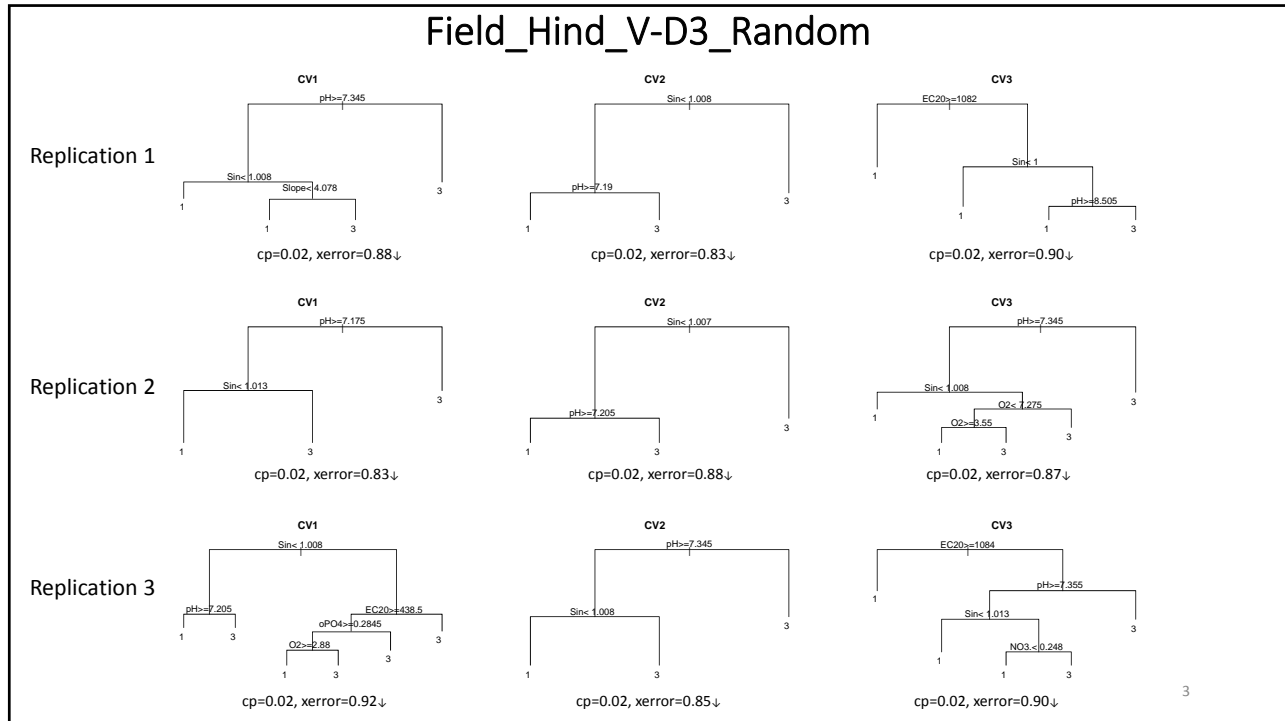 Field_Hind_V-D3_Random
Replication 1
CV1
pH>=7.345
Sin< 1.008
Slope< 4.078
1
1
3
3
cp=0.02, xerror=0.88↓
CV2
Sin< 1.008
pH>=7.19
1
3
3
cp=0.02, xerror=0.83↓
CV3
EC20>=1082
1
Sin< 1
1
pH>=8.505
1
3
cp=0.02, xerror=0.90↓
Replication 2
CV1
pH>=7.175
Sin< 1.013
1
3
3
cp=0.02, xerror=0.83↓
CV2
Sin< 1.007
pH>=7.205
1
3
3
cp=0.02, xerror=0.88↓
CV3
pH>=7.345
Sin< 1.008
1
O2< 7.275
O2>=3.55
1
3
3
3
cp=0.02, xerror=0.87↓
Replication 3
CV1
Sin< 1.008
pH>=7.205
1
3
EC20>=438.5
oPO4>=0.2845
O2>=2.88
1
3
3
3
cp=0.02, xerror=0.92↓
CV2
pH>=7.345
Sin< 1.008
1
3
3
cp=0.02, xerror=0.85↓
CV3
EC20>=1084
1
pH>=7.355
Sin< 1.013
1
NO3.< 0.248
1
3
3
cp=0.02, xerror=0.90↓
3